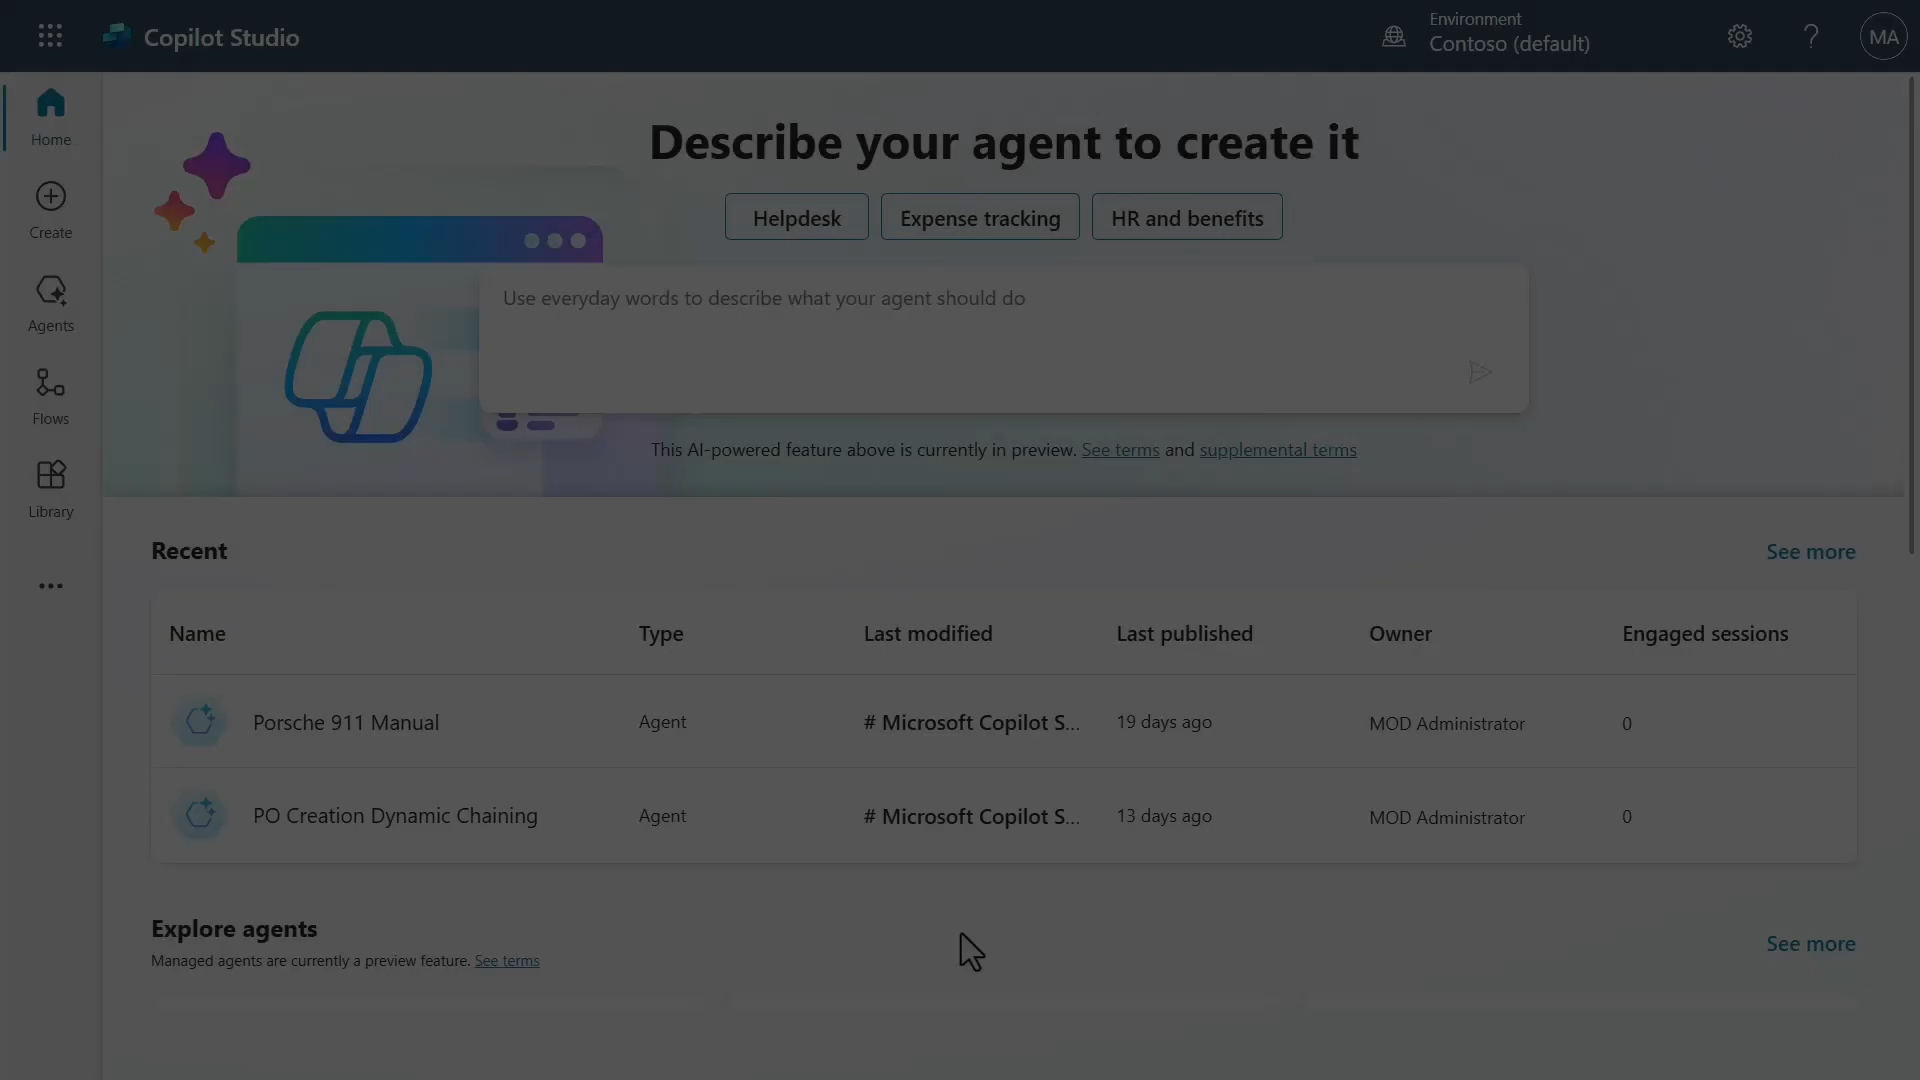 Copilot Studio
Environment
Contoso (default)
MA
Home
Create
Agents
Flows
Library
Describe your agent to create it
Helpdesk
Expense tracking
HR and benefits
Use everyday words to describe what your agent should do
This AI-powered feature above is currently in preview. See terms and supplemental terms
Recent
See more
Name Type Last modified Last published Owner Engaged sessions
Porsche 911 Manual Agent # Microsoft Copilot S... 19 days ago MOD Administrator 0
PO Creation Dynamic Chaining Agent # Microsoft Copilot S... 13 days ago MOD Administrator 0
Explore agents
See more
Managed agents are currently a preview feature. See terms